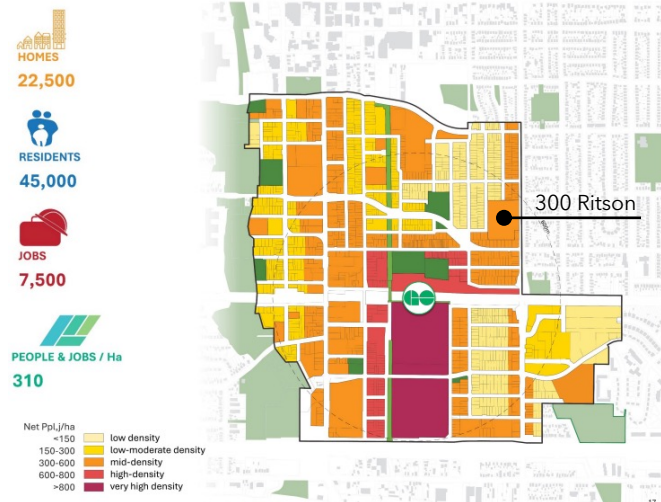 HOMES
22,500
RESIDENTS
45,000
JOBS
7,500
PEOPLE & JOBS / Ha
310
300 Ritson
GO
Net Ppl,j/ha
<150 low density
150-300 low-moderate density
300-600 mid-density
600-800 high-density
>800 very high density